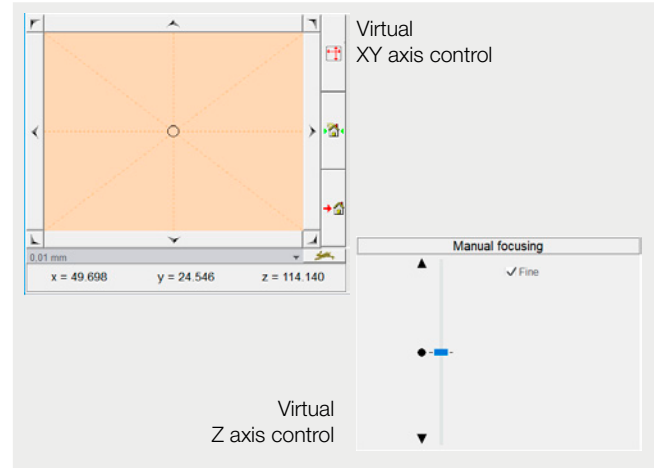 Virtual
XY axis control
0.01 mm
x = 49.698 y = 24.546 z = 114.140
Manual focusing
Fine
Virtual
Z axis control